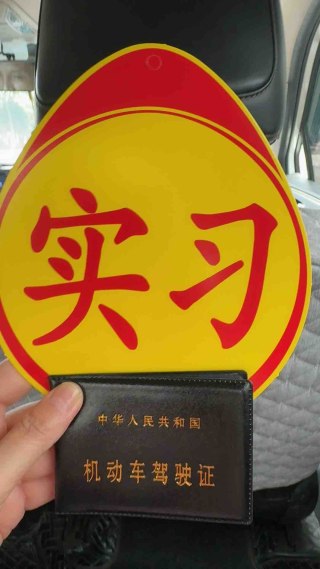 实习
中华人民共和国
机动车驾驶证